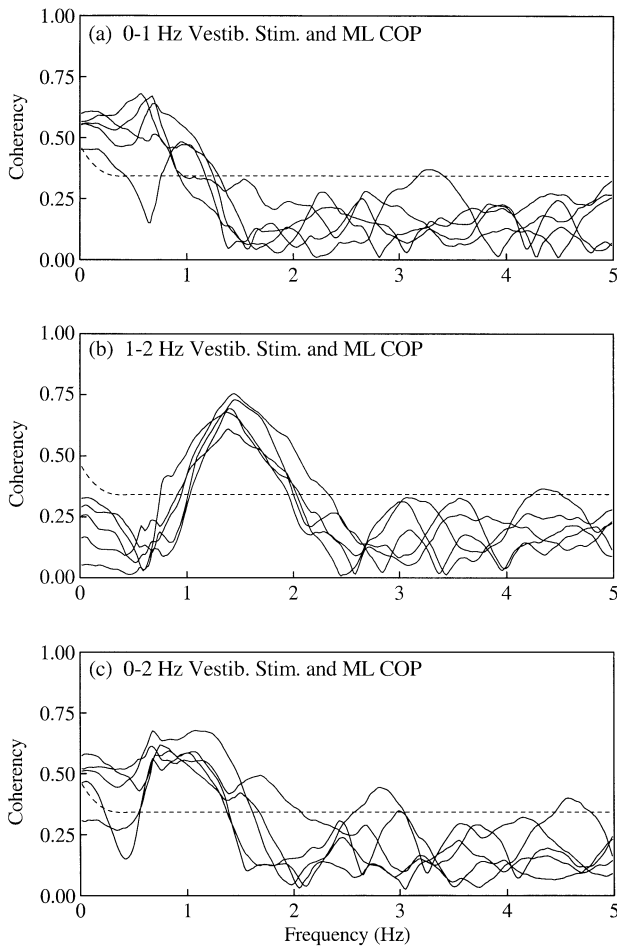 (a) 0-1 Hz Vestib. Stim. and ML COP
Coherency
1.00
0.75
0.50
0.25
0.00
0 1 2 3 4 5
(b) 1-2 Hz Vestib. Stim. and ML COP
Coherency
1.00
0.75
0.50
0.25
0.00
0 1 2 3 4 5
(c) 0-2 Hz Vestib. Stim. and ML COP
Coherency
1.00
0.75
0.50
0.25
0.00
0 1 2 3 4 5
Frequency (Hz)